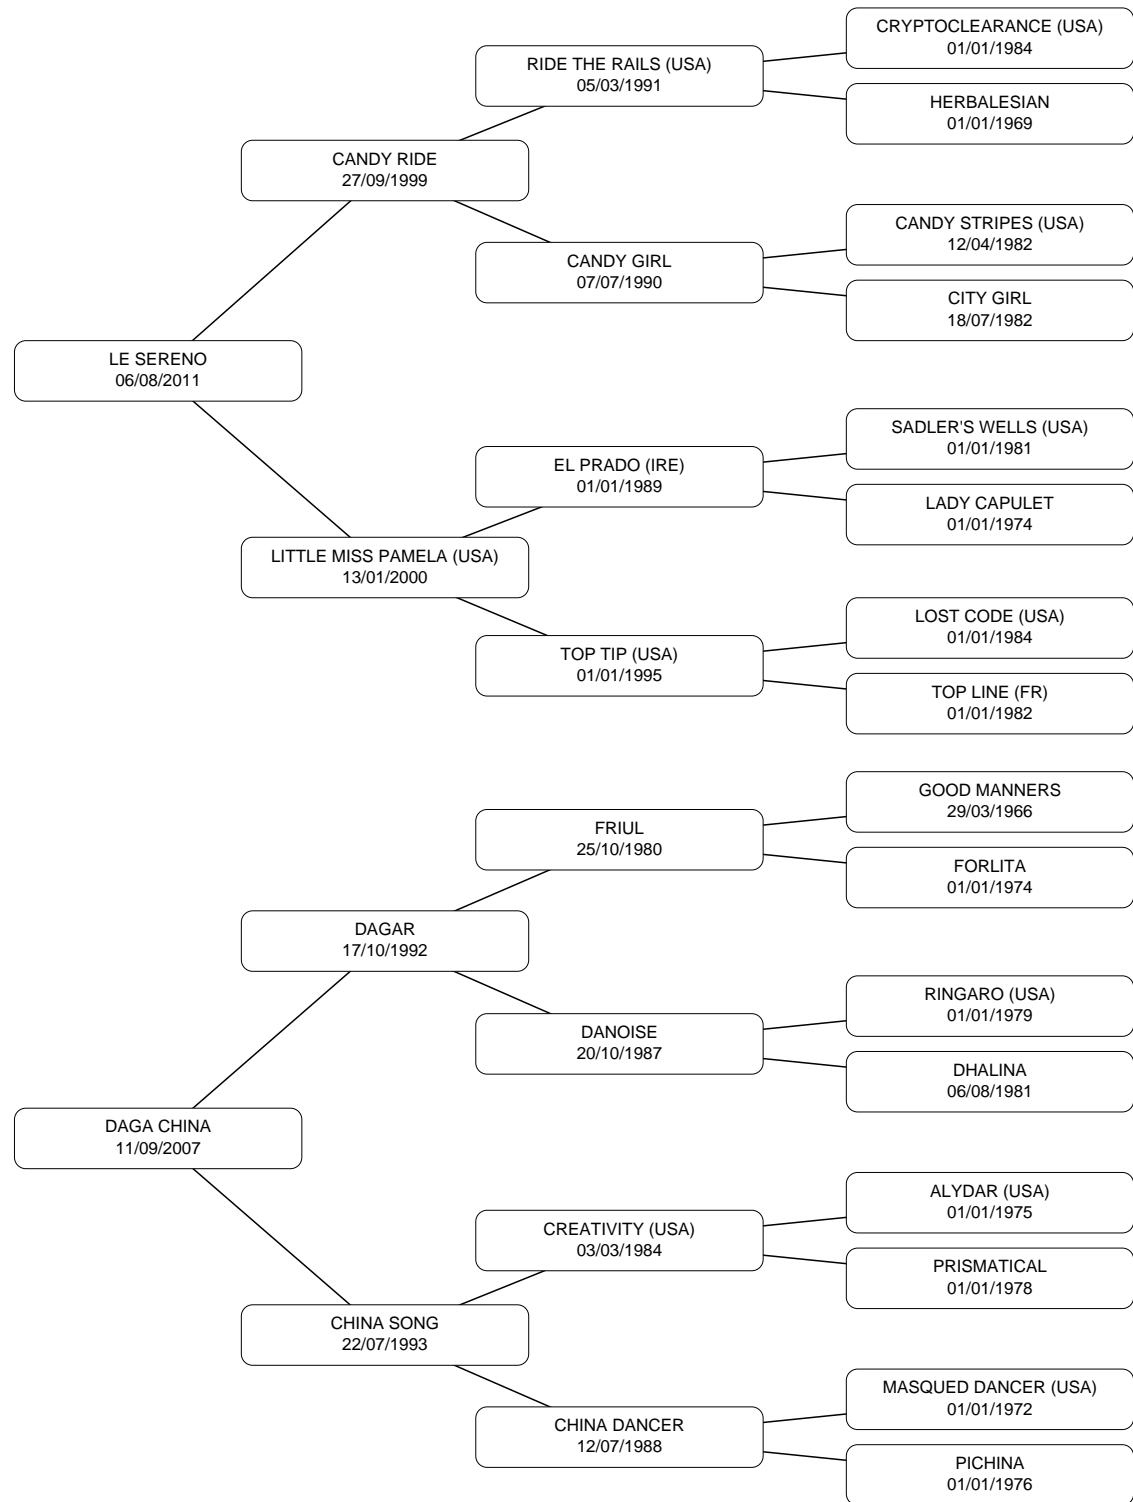 CRYPTOCLEARANCE (USA)
01/01/1984
RIDE THE RAILS (USA)
05/03/1991
HERBALESIAN
01/01/1969
CANDY RIDE
27/09/1999
CANDY STRIPES (USA)
12/04/1982
CANDY GIRL
07/07/1990
CITY GIRL
18/07/1982
LE SERENO
06/08/2011
SADLER'S WELLS (USA)
01/01/1981
EL PRADO (IRE)
01/01/1989
LADY CAPULET
01/01/1974
LITTLE MISS PAMELA (USA)
13/01/2000
LOST CODE (USA)
01/01/1984
TOP TIP (USA)
01/01/1995
TOP LINE (FR)
01/01/1982
GOOD MANNERS
29/03/1966
FRIUL
25/10/1980
FORLITA
01/01/1974
DAGAR
17/10/1992
RINGARO (USA)
01/01/1979
DANOISE
20/10/1987
DHALINA
06/08/1981
DAGA CHINA
11/09/2007
ALYDAR (USA)
01/01/1975
CREATIVITY (USA)
03/03/1984
PRISMATICAL
01/01/1978
CHINA SONG
22/07/1993
MASQUED DANCER (USA)
01/01/1972
CHINA DANCER
12/07/1988
PICHINA
01/01/1976